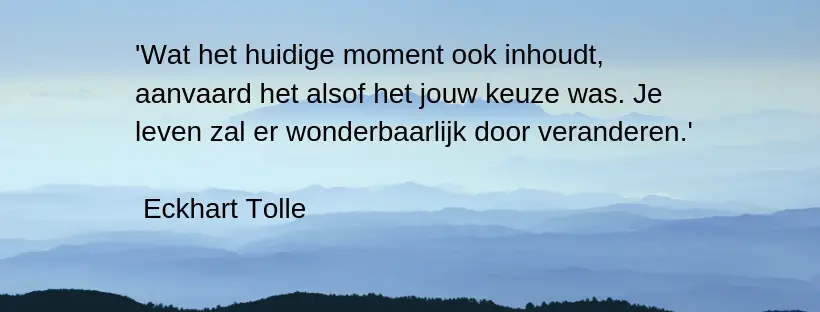 'Wat het huidige moment ook inhoudt,
aanvaard het alsof het jouw keuze was. Je
leven zal er wonderbaarlijk door veranderen.'
Eckhart Tolle